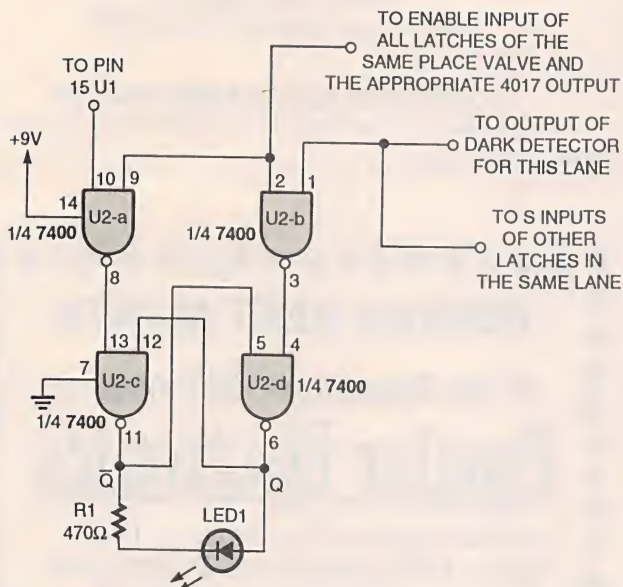 TO ENABLE INPUT OF
ALL LATCHES OF THE
SAME PLACE VALVE AND
THE APPROPRIATE 4017 OUTPUT
TO PIN
15 U1
TO OUTPUT OF
DARK DETECTOR
FOR THIS LANE
+9V
10 9
2 1
14
U2-a
U2-b
1/4 7400
1/4 7400
TO S INPUTS
OF OTHER
LATCHES IN
THE SAME LANE
8
3
13 12
5 4
7
U2-c
U2-d
1/4 7400
1/4 7400
11
6
Q̅
Q
R1
470Ω
LED1